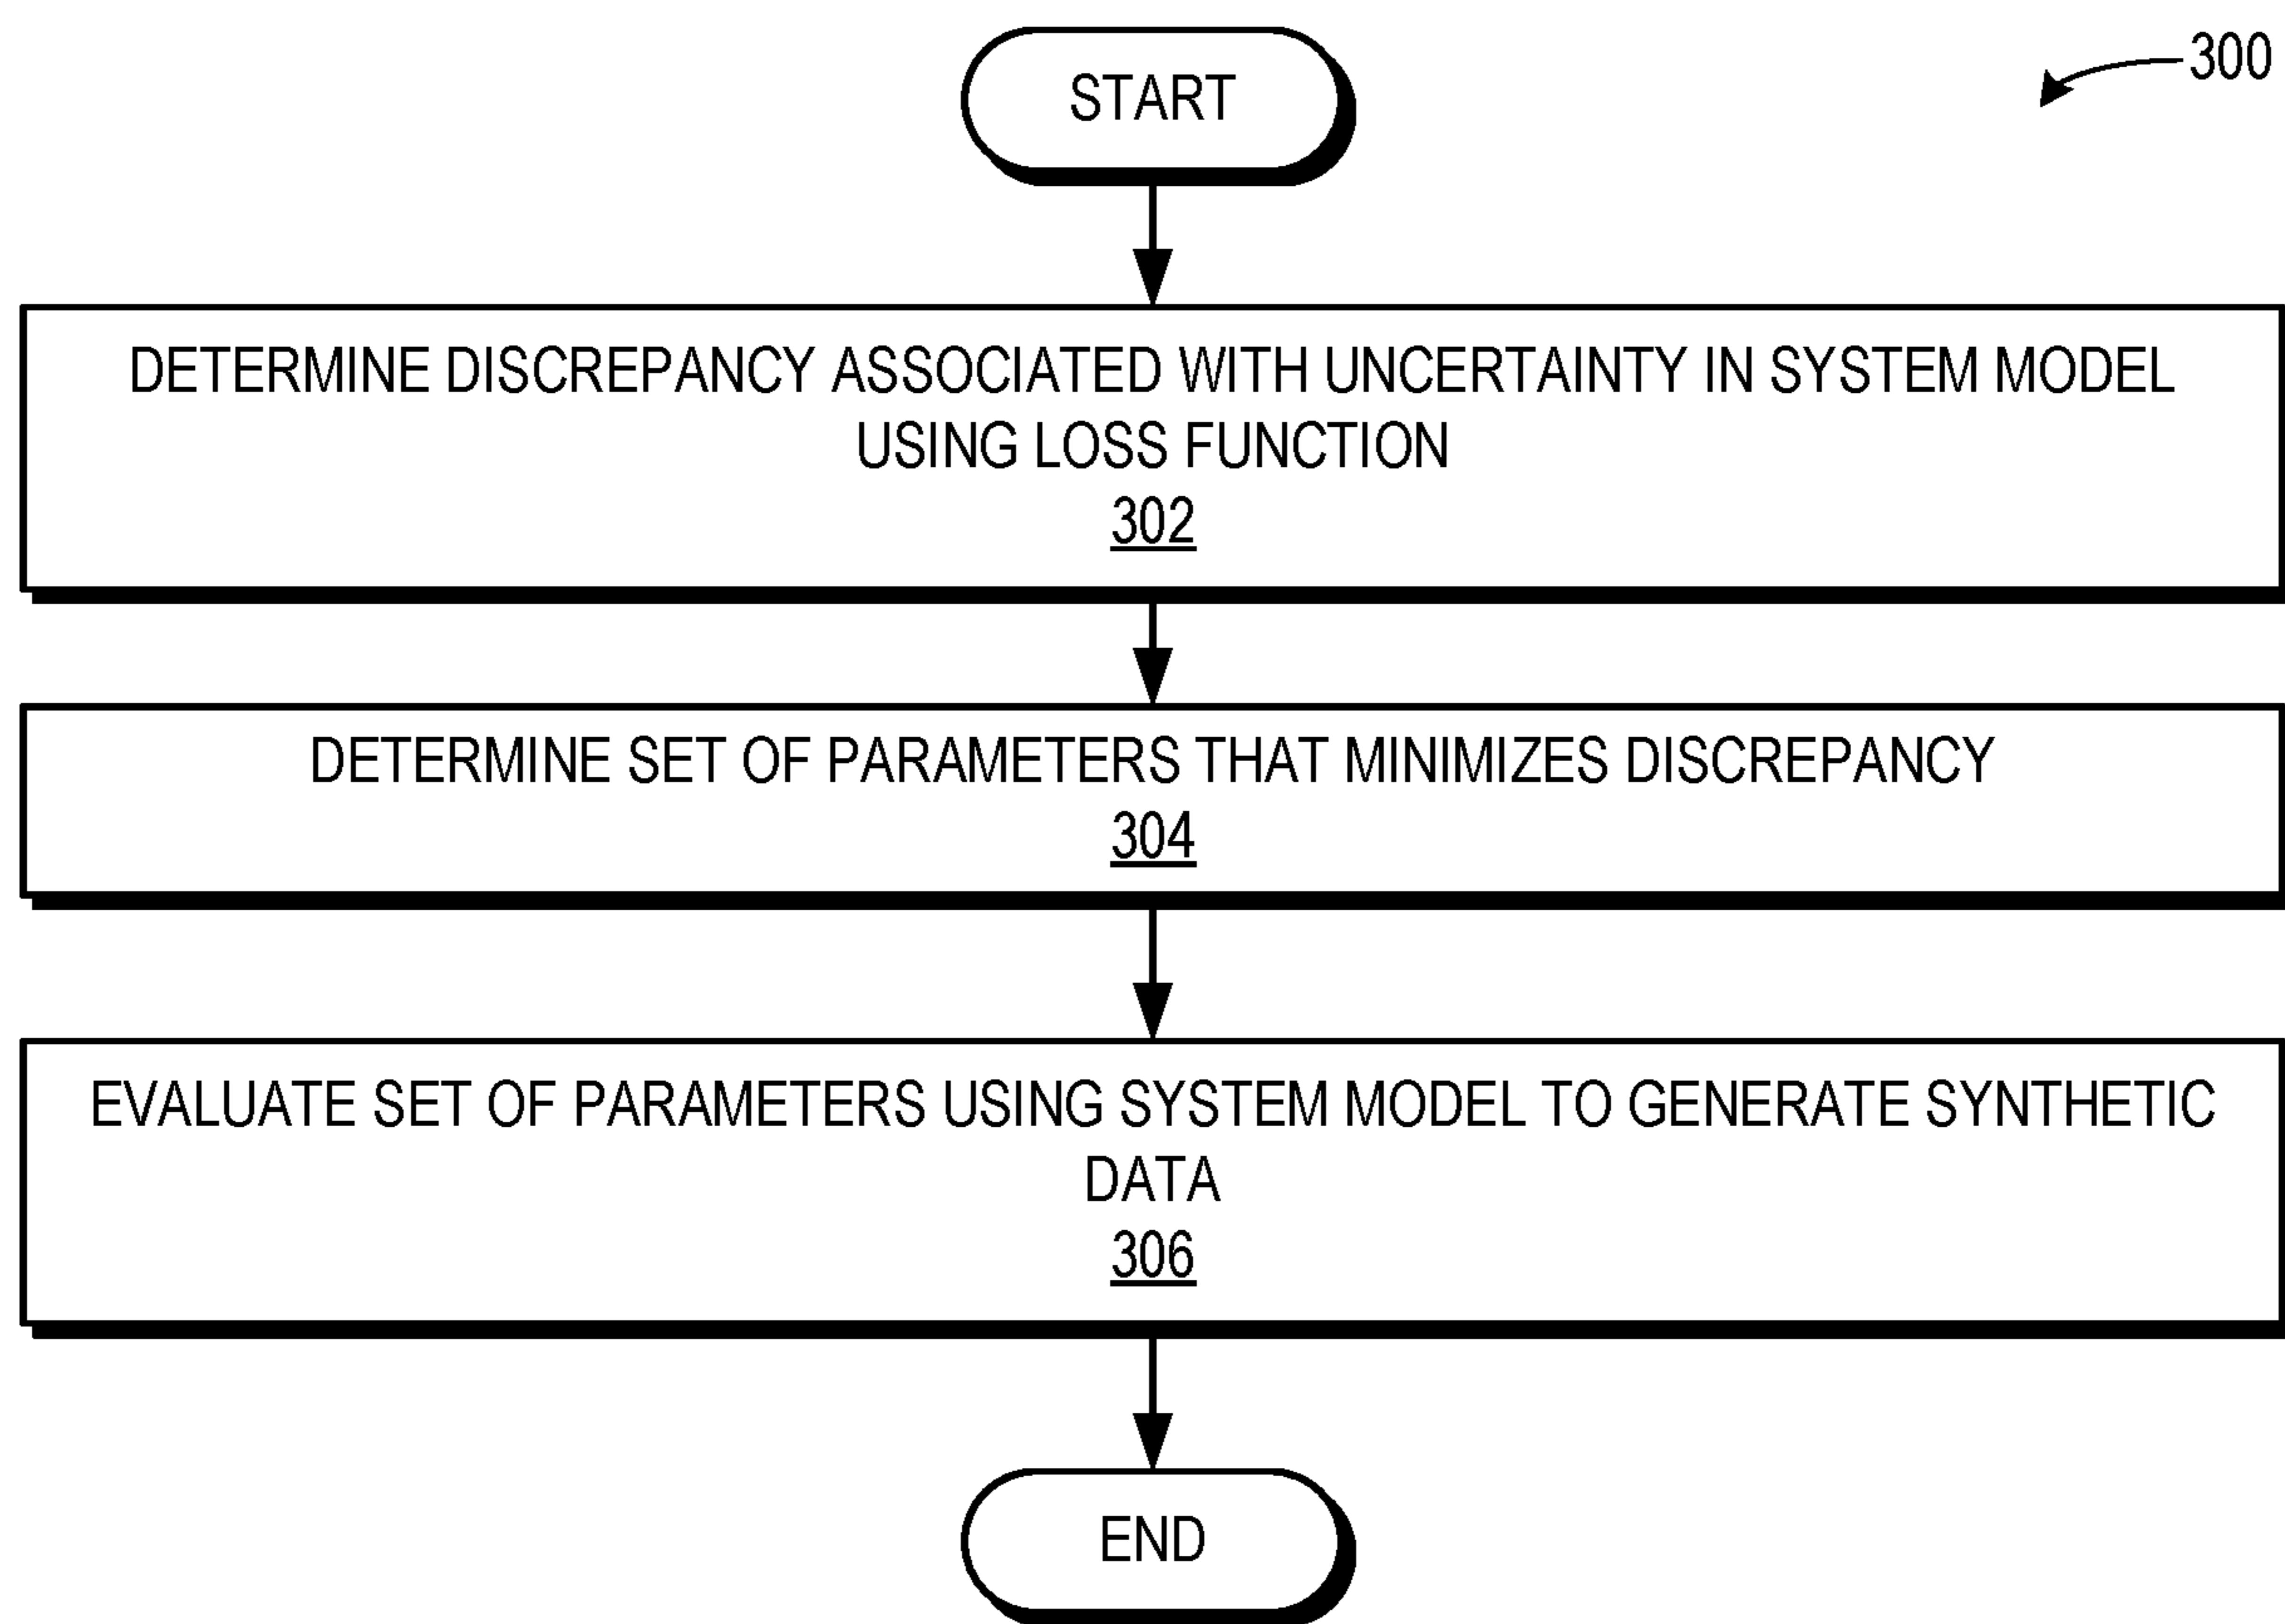 START
300
DETERMINE DISCREPANCY ASSOCIATED WITH UNCERTAINTY IN SYSTEM MODEL
USING LOSS FUNCTION
302
DETERMINE SET OF PARAMETERS THAT MINIMIZES DISCREPANCY
304
EVALUATE SET OF PARAMETERS USING SYSTEM MODEL TO GENERATE SYNTHETIC
DATA
306
END